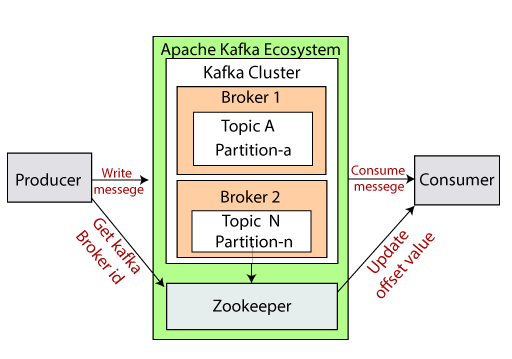 Apache Kafka Ecosystem
Kafka Cluster
Broker 1
Topic A
Partition-a
Broker 2
Topic N
Partition-n
Zookeeper
Producer
Write
messege
Get kafka
Broker id
Consume
messege
Consumer
Update
offset value